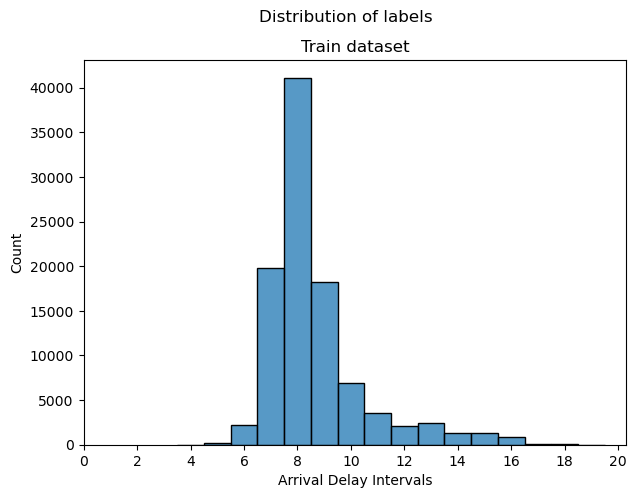 Distribution of labels
Train dataset
40000
35000
30000
25000
20000
15000
10000
5000
0
Count
0 2 4 6 8 10 12 14 16 18 20
Arrival Delay Intervals